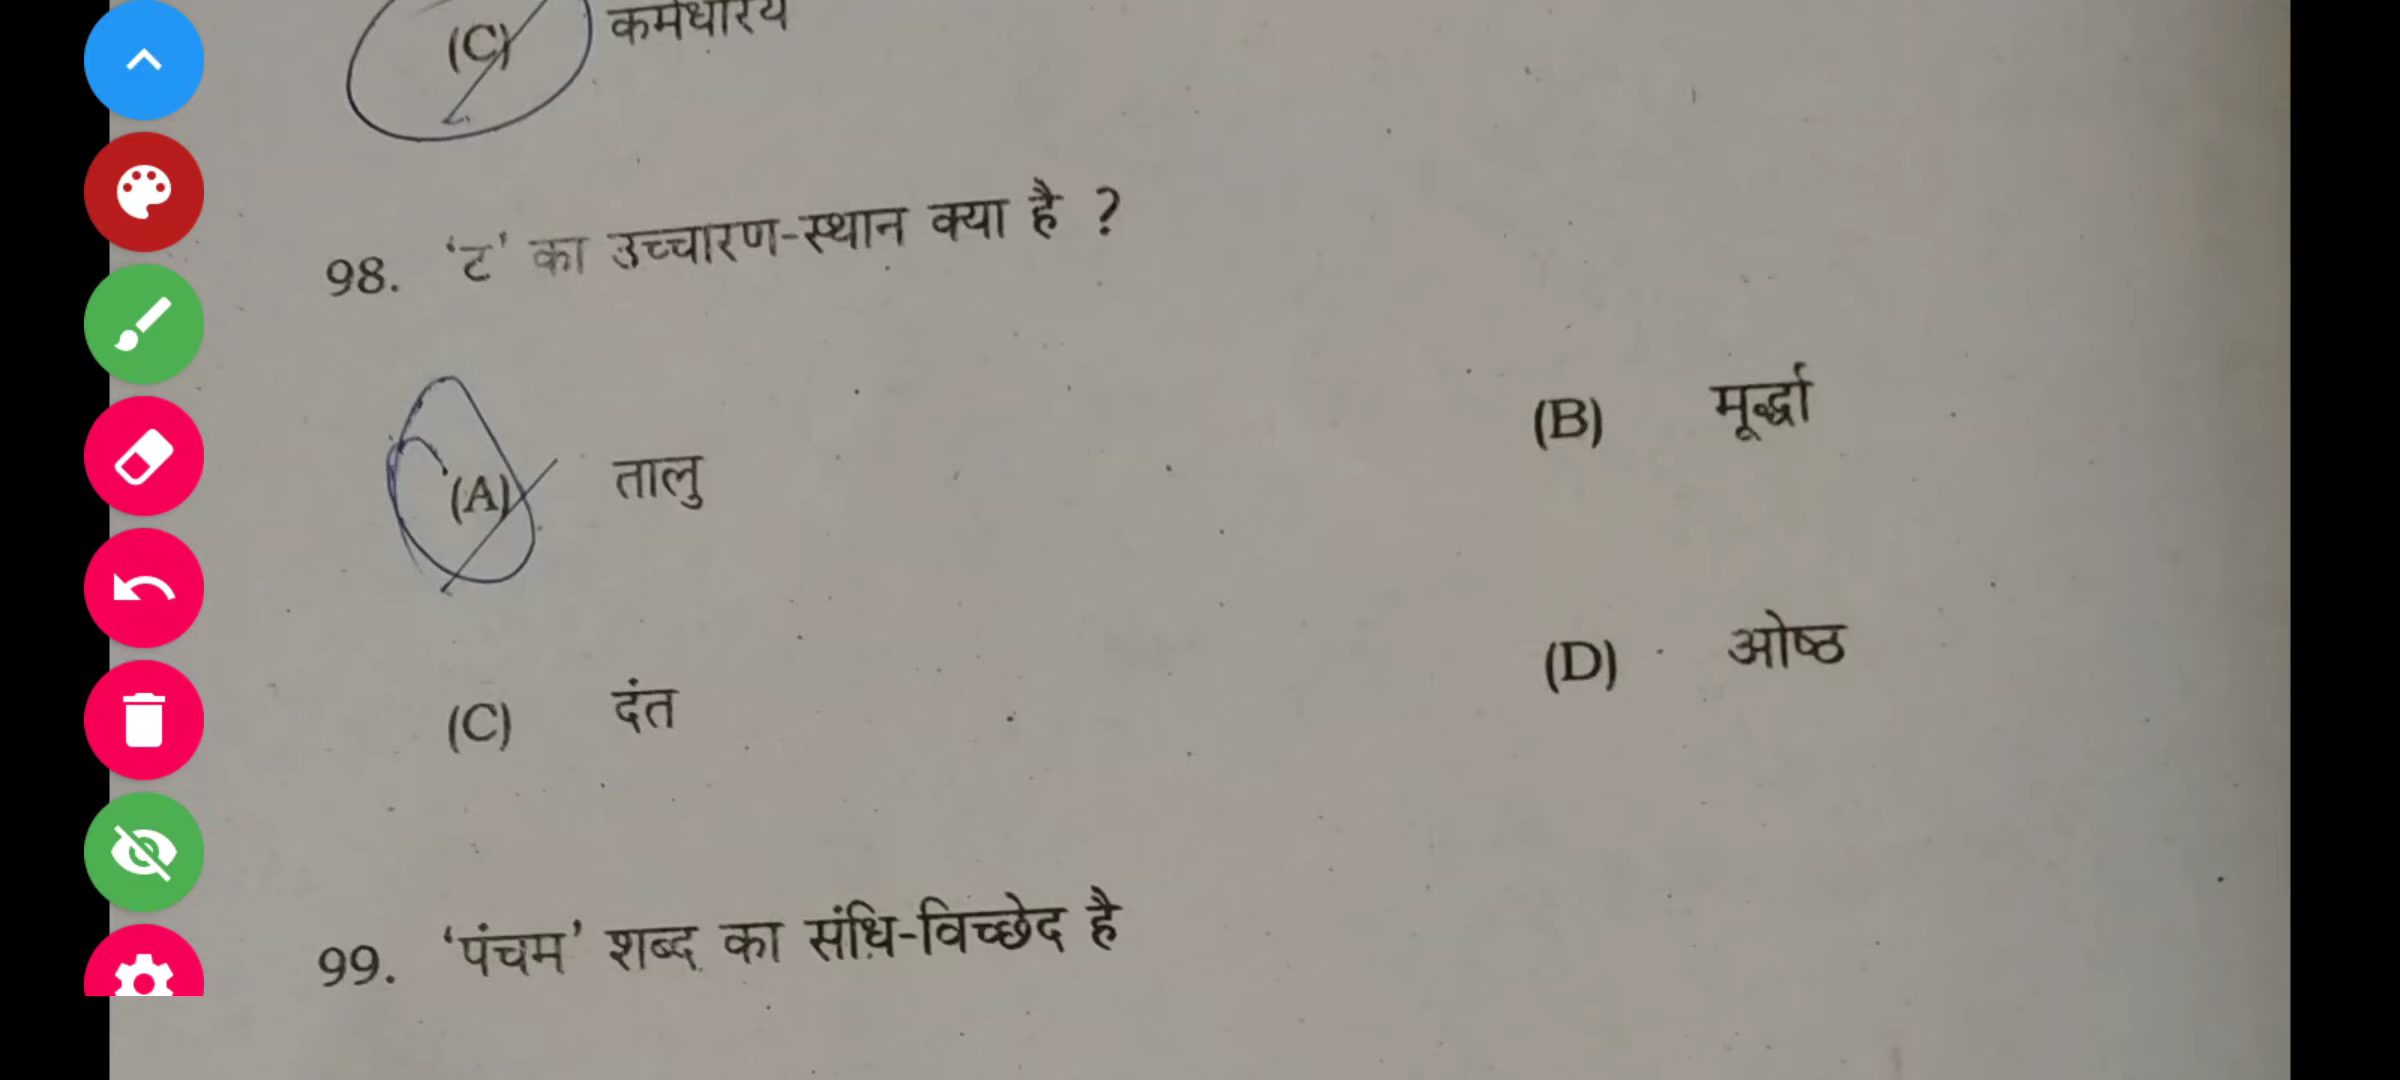 (C) कर्मधारय
98. 'ट' का उच्चारण-स्थान क्या है ?
(A) तालु
(B) मूर्द्धा
(C) दंत
(D) ओष्ठ
99. 'पंचम' शब्द का संधि-विच्छेद है